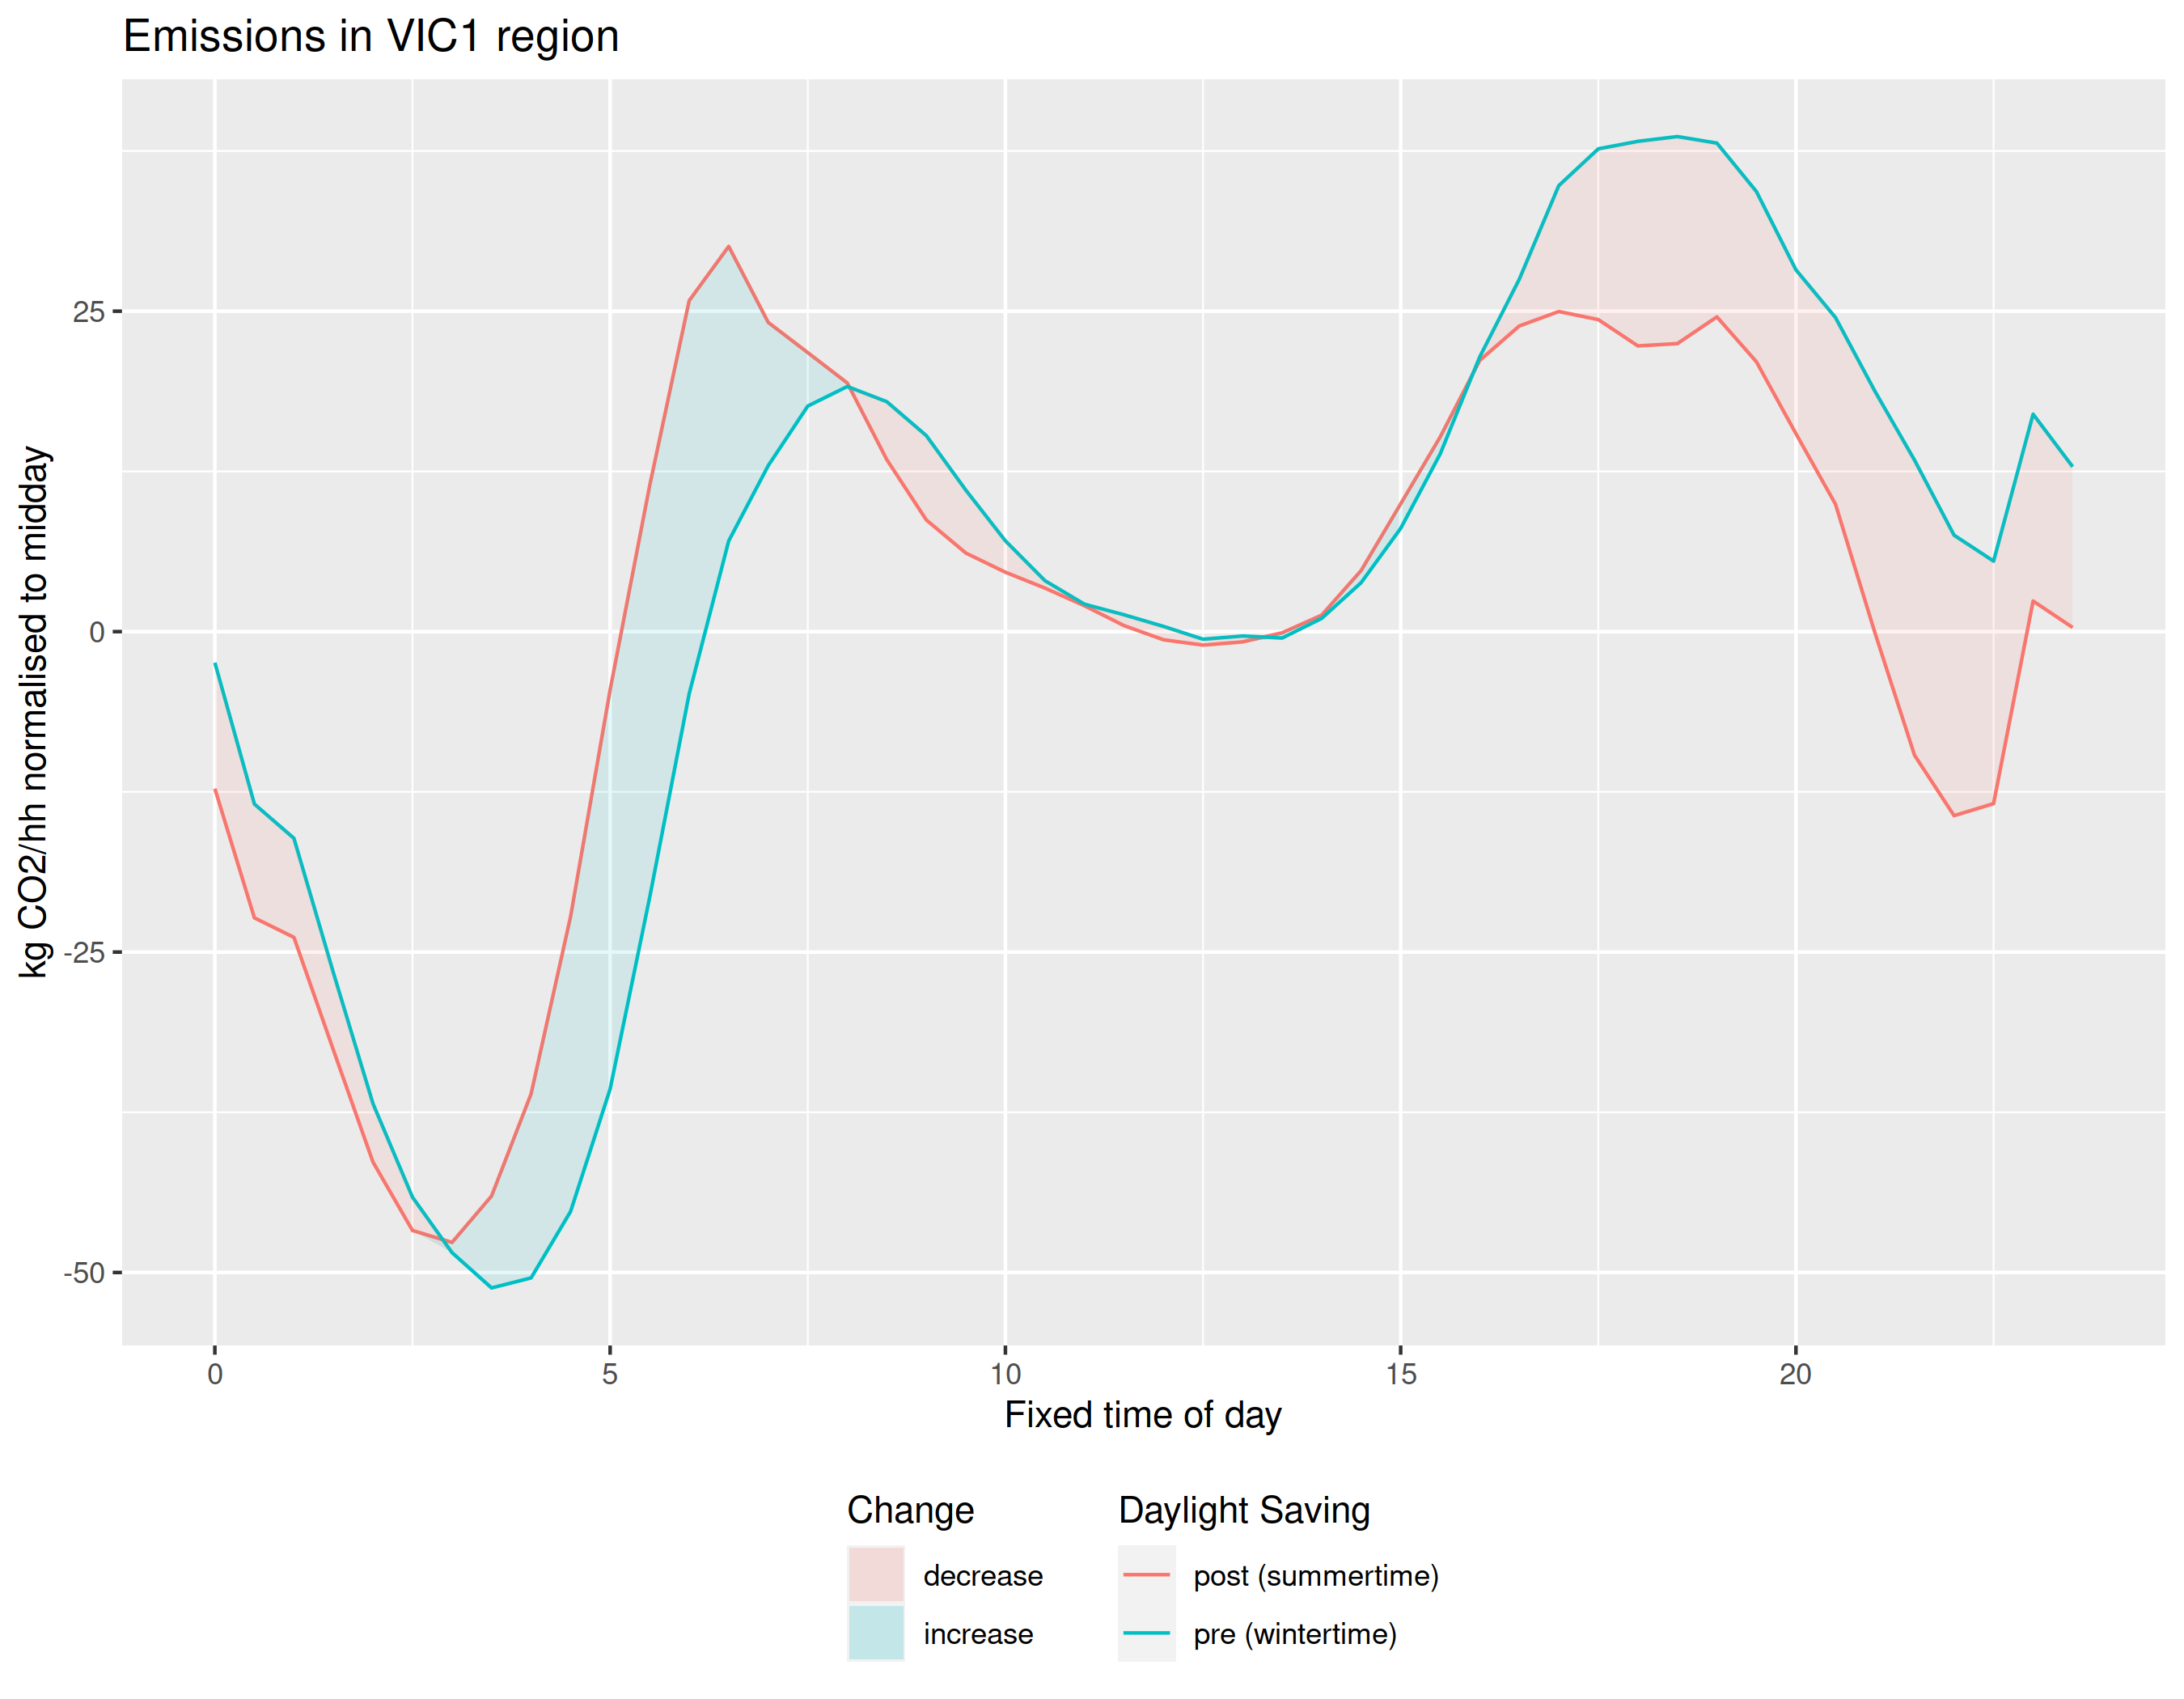 Emissions in VIC1 region
kg CO2/hh normalised to midday
25
0
-25
-50
0
5
10
15
20
Fixed time of day
Change
decrease
increase
Daylight Saving
post (summertime)
pre (wintertime)